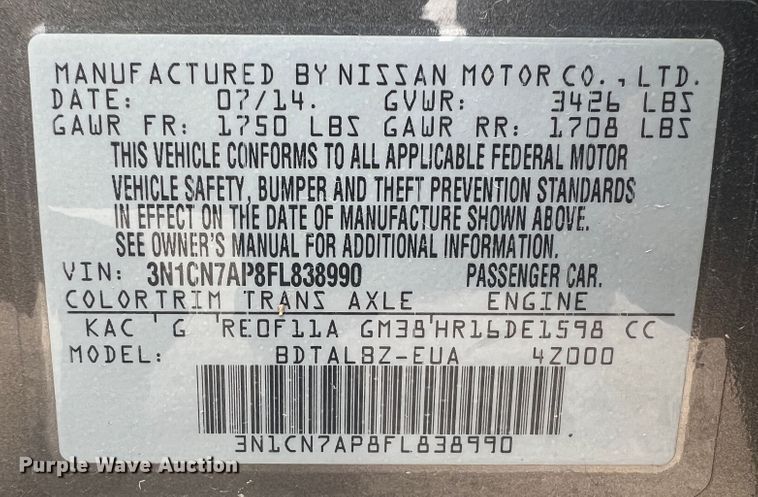 MANUFACTURED BY NISSAN MOTOR CO., LTD.
DATE: 07/14. GVWR: 3426 LBS
GAWR FR: 1750 LBS GAWR RR: 1708 LBS
THIS VEHICLE CONFORMS TO ALL APPLICABLE FEDERAL MOTOR
VEHICLE SAFETY, BUMPER AND THEFT PREVENTION STANDARDS
IN EFFECT ON THE DATE OF MANUFACTURE SHOWN ABOVE.
SEE OWNER'S MANUAL FOR ADDITIONAL INFORMATION.
VIN: 3N1CN7AP8FL838990 PASSENGER CAR.
COLOR TRIM TRANS AXLE ENGINE
KAC G RE0F11A GM38 HR16DE1598 CC
MODEL: BDTALBZ-EUA 4Z000
3N1CN7AP8FL838990
Purple Wave Auction